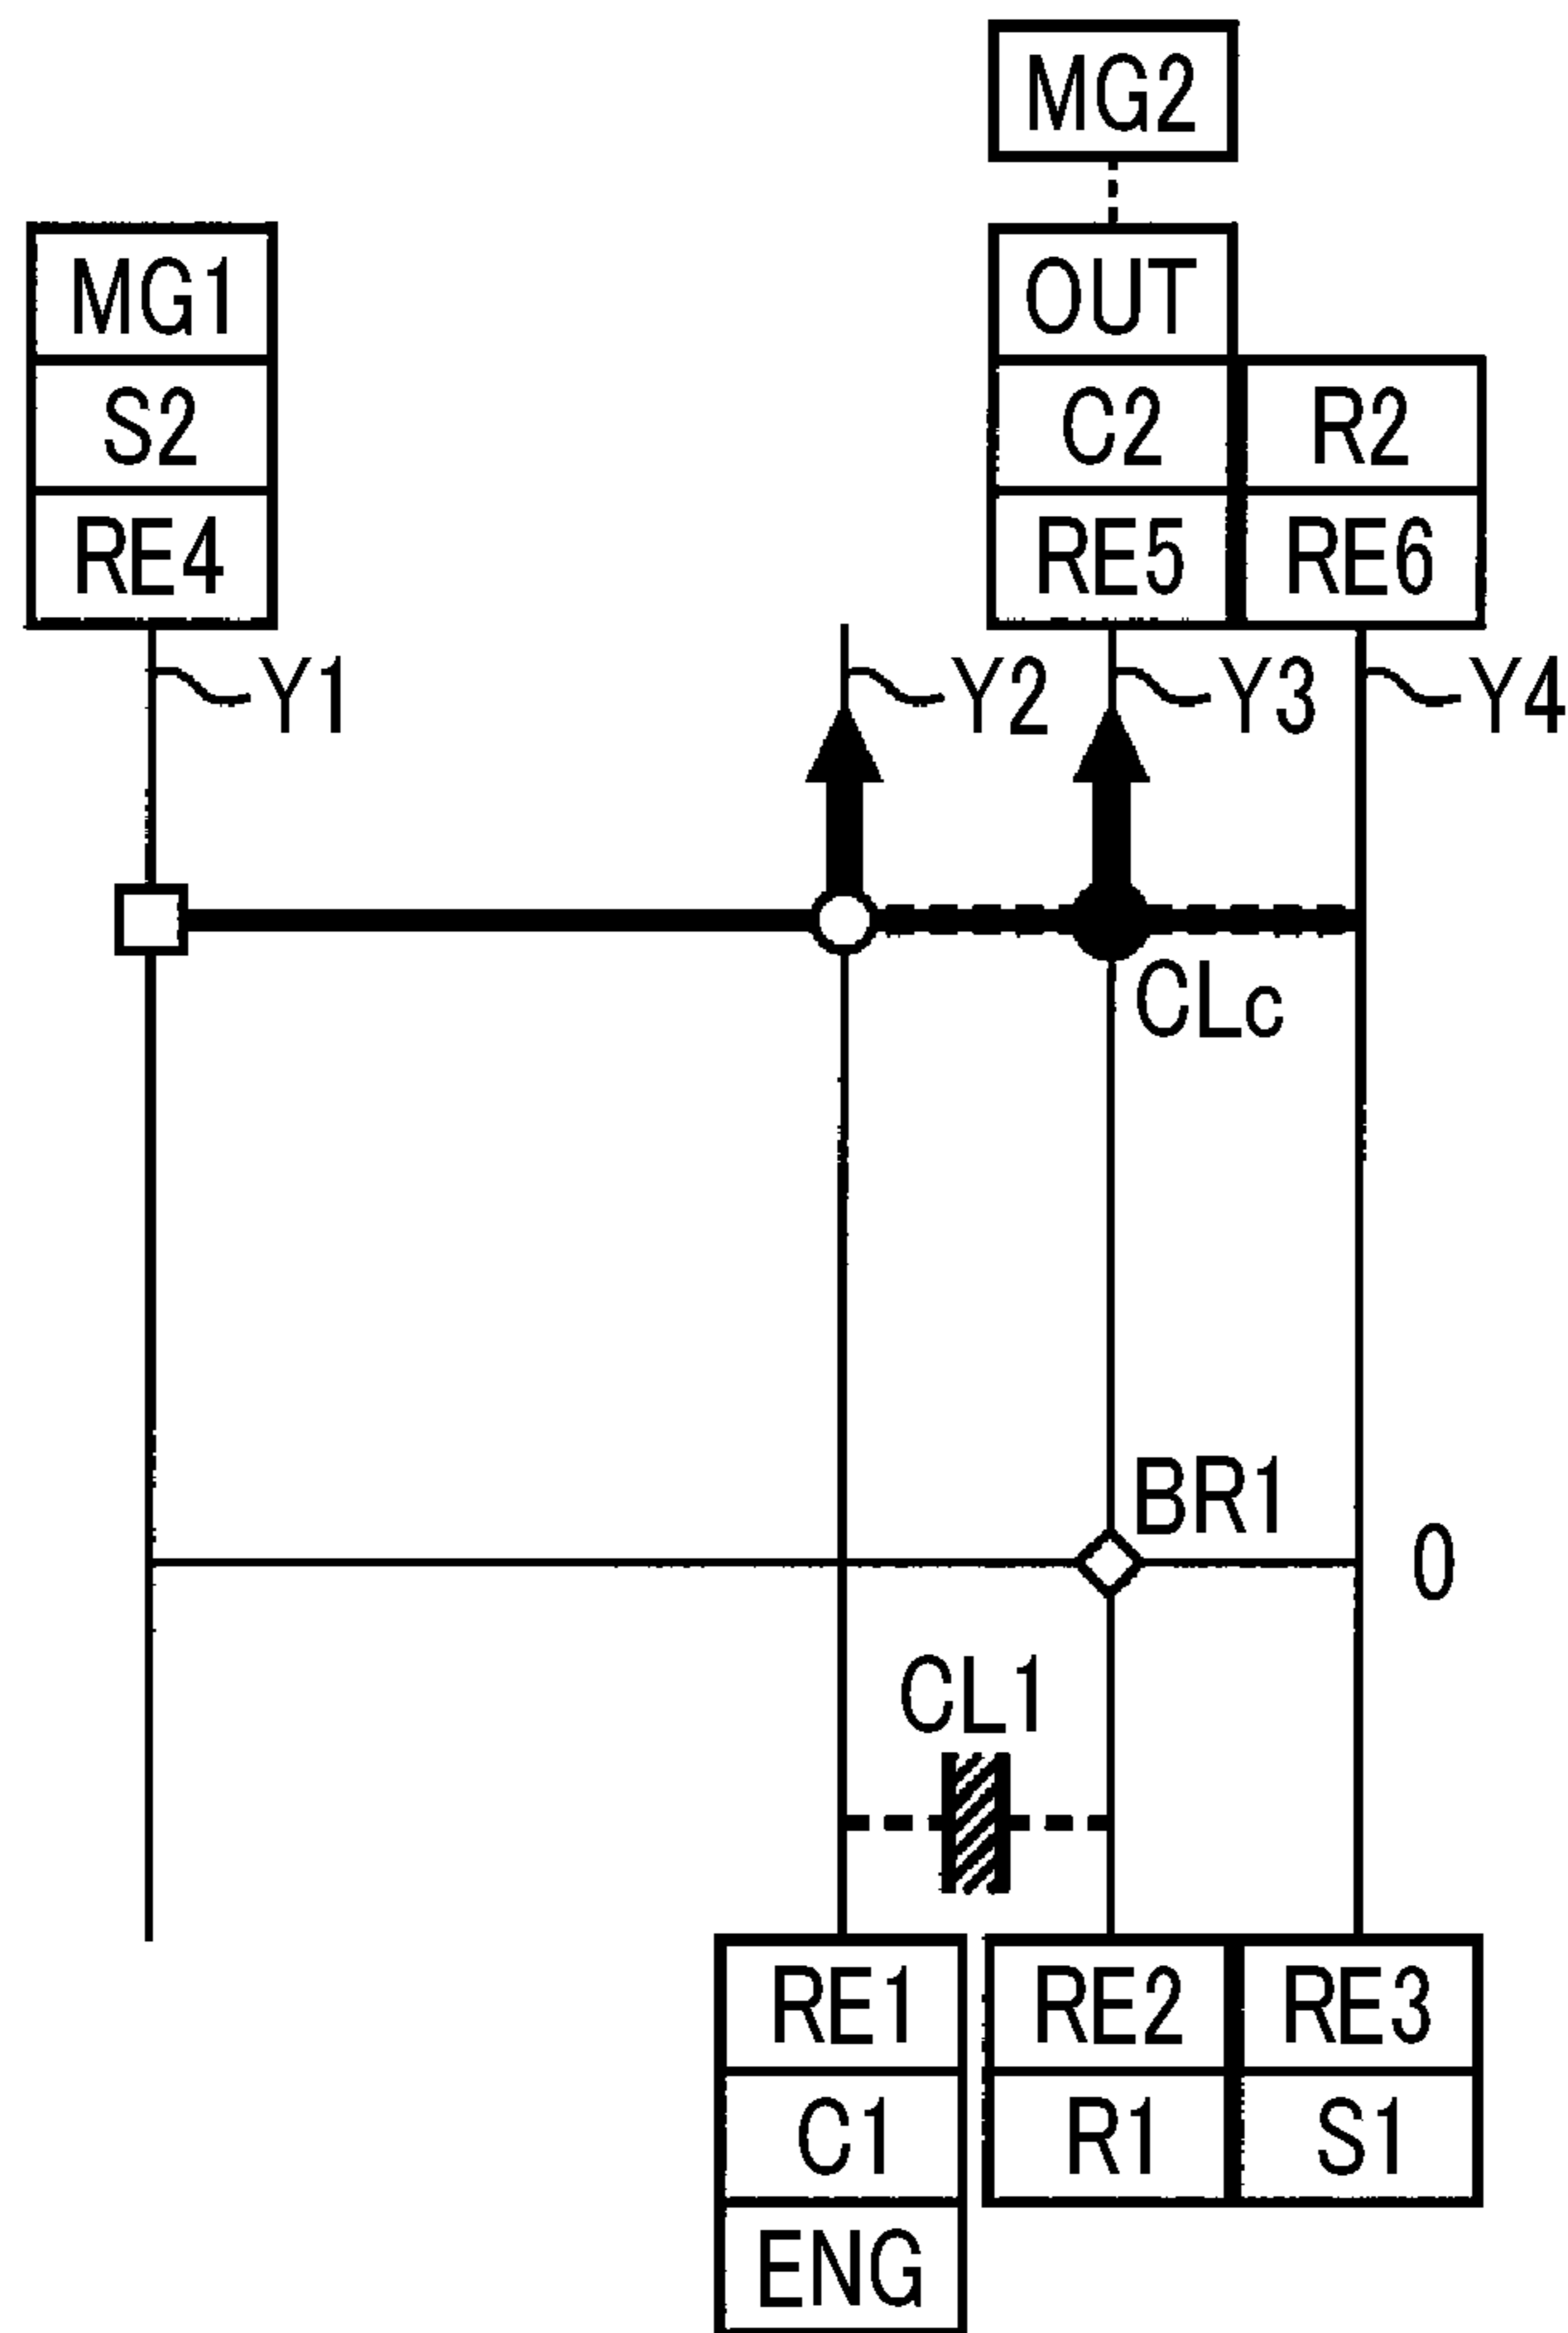 MG2
MG1 OUT
S2 C2 R2
RE4 RE5 RE6
Y1 Y2 Y3 Y4
CLc
BR1
0
CL1
RE1 RE2 RE3
C1 R1 S1
ENG